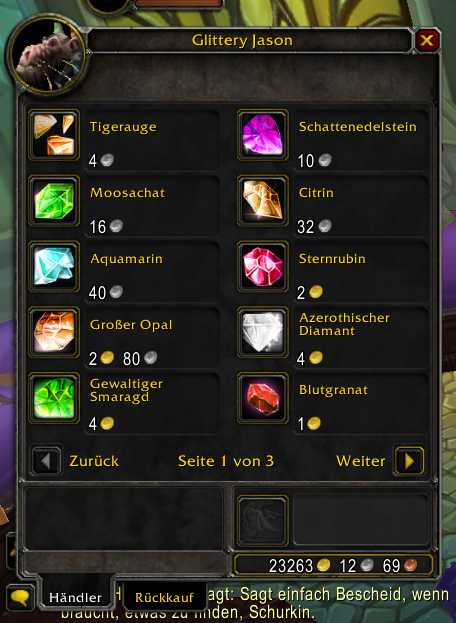 Glittery Jason
Tigerauge
4
Schattenedelstein
10
Moosachat
16
Citrin
32
Aquamarin
40
Sternrubin
2
Großer Opal
2 80
Azerothischer
Diamant
4
Gewaltiger
Smaragd
4
Blutgranat
1
Zurück Seite 1 von 3 Weiter
23263 12 69
Händler Rückkauf agt: Sagt einfach Bescheid, wenn
braucht, etwas zu finden, Schurkin.